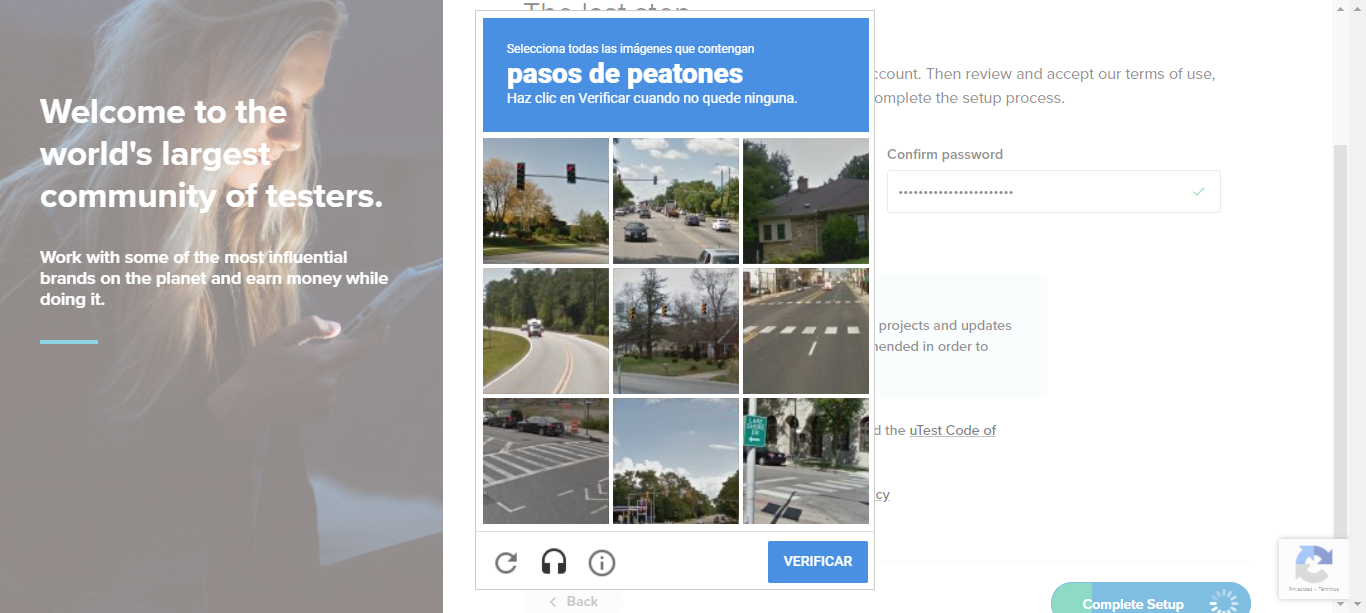 The last step
Welcome to the
world's largest
community of testers.
Work with some of the most influential
brands on the planet and earn money while
doing it.
Selecciona todas las imágenes que contengan
pasos de peatones
Haz clic en Verificar cuando no quede ninguna.
ccount. Then review and accept our terms of use,
omplete the setup process.
Confirm password
projects and updates
nended in order to
d the uTest Code of
cy
LAKE
SHORE
DR
VERIFICAR
Back
Complete Setup
Privacidad - Términos